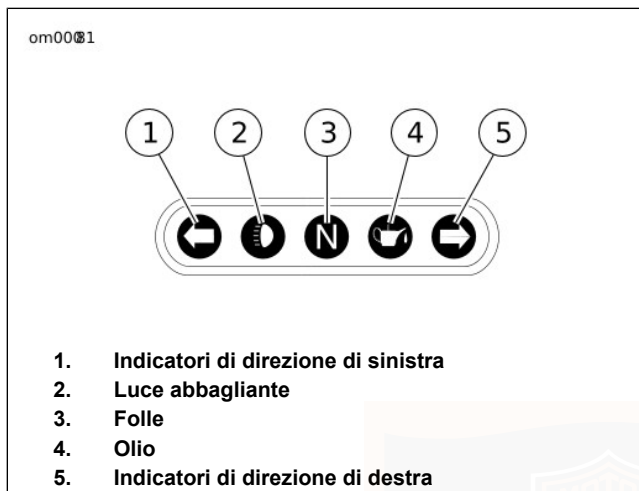 om00081
1 2 3 4 5
N
1. Indicatori di direzione di sinistra
2. Luce abbagliante
3. Folle
4. Olio
5. Indicatori di direzione di destra